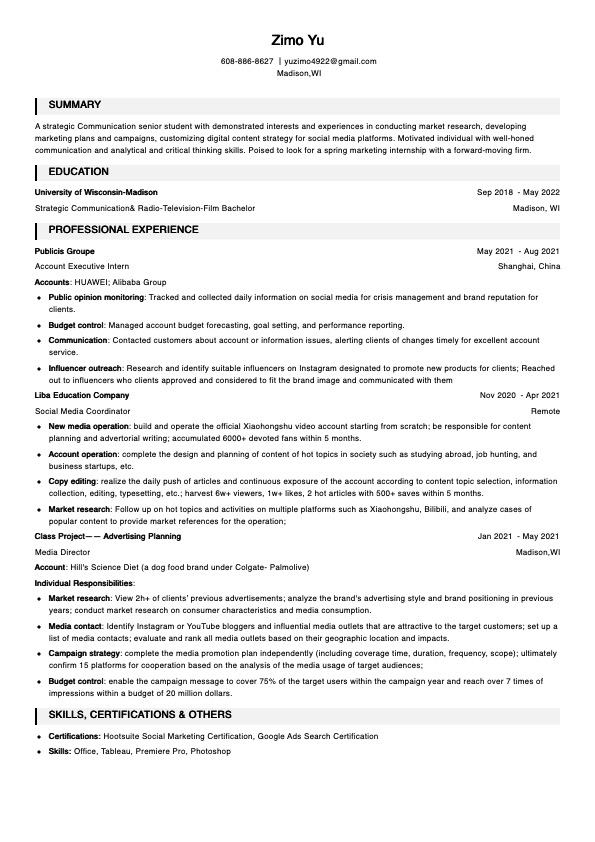 Zimo Yu
608-886-8627 | yuzimo4922@gmail.com
Madison,WI
SUMMARY
A strategic Communication senior student with demonstrated interests and experiences in conducting market research, developing
marketing plans and campaigns, customizing digital content strategy for social media platforms. Motivated individual with well-honed
communication and analytical and critical thinking skills. Poised to look for a spring marketing internship with a forward-moving firm.
EDUCATION
University of Wisconsin-Madison Sep 2018 - May 2022
Strategic Communication& Radio-Television-Film Bachelor Madison, WI
PROFESSIONAL EXPERIENCE
Publicis Groupe May 2021 - Aug 2021
Account Executive Intern Shanghai, China
Accounts: HUAWEI; Alibaba Group
• Public opinion monitoring: Tracked and collected daily information on social media for crisis management and brand reputation for
clients.
• Budget control: Managed account budget forecasting, goal setting, and performance reporting.
• Communication: Contacted customers about account or information issues, alerting clients of changes timely for excellent account
service.
• Influencer outreach: Research and identify suitable influencers on Instagram designated to promote new products for clients; Reached
out to influencers who clients approved and considered to fit the brand image and communicated with them
Liba Education Company Nov 2020 - Apr 2021
Social Media Coordinator Remote
• New media operation: build and operate the official Xiaohongshu video account starting from scratch; be responsible for content
planning and advertorial writing; accumulated 6000+ devoted fans within 5 months.
• Account operation: complete the design and planning of content of hot topics in society such as studying abroad, job hunting, and
business startups, etc.
• Copy editing: realize the daily push of articles and continuous exposure of the account according to content topic selection, information
collection, editing, typesetting, etc.; harvest 6w+ viewers, 1w+ likes, 2 hot articles with 500+ saves within 5 months.
• Market research: Follow up on hot topics and activities on multiple platforms such as Xiaohongshu, Bilibili, and analyze cases of
popular content to provide market references for the operation;
Class Project—— Advertising Planning Jan 2021 - May 2021
Media Director Madison,WI
Account: Hill's Science Diet (a dog food brand under Colgate- Palmolive)
Individual Responsibilities:
• Market research: View 2h+ of clients' previous advertisements; analyze the brand's advertising style and brand positioning in previous
years; conduct market research on consumer characteristics and media consumption.
• Media contact: Identify Instagram or YouTube bloggers and influential media outlets that are attractive to the target customers; set up a
list of media contacts; evaluate and rank all media outlets based on their geographic location and impacts.
• Campaign strategy: complete the media promotion plan independently (including coverage time, duration, frequency, scope); ultimately
confirm 15 platforms for cooperation based on the analysis of the media usage of target audiences;
• Budget control: enable the campaign message to cover 75% of the target users within the campaign year and reach over 7 times of
impressions within a budget of 20 million dollars.
SKILLS, CERTIFICATIONS & OTHERS
• Certifications: Hootsuite Social Marketing Certification, Google Ads Search Certification
• Skills: Office, Tableau, Premiere Pro, Photoshop